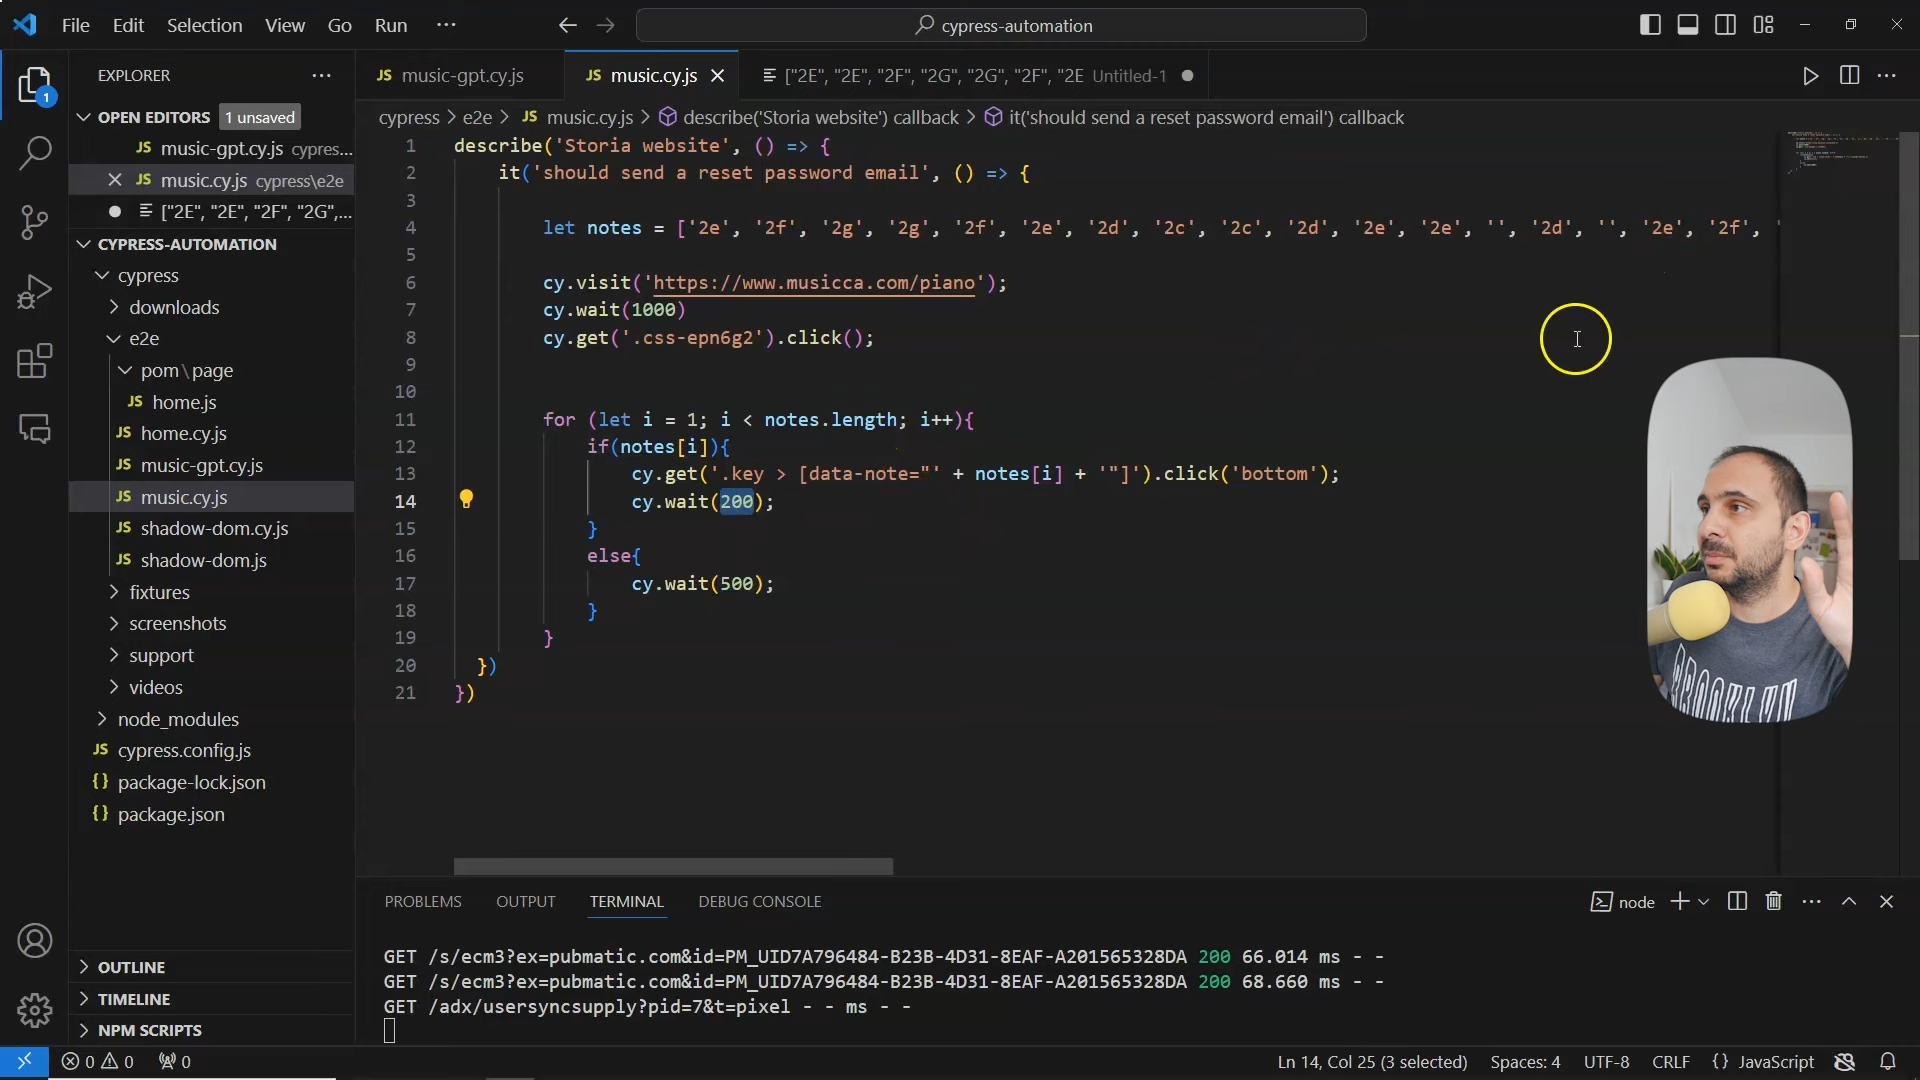 File Edit Selection View Go Run ··· cypress-automation
EXPLORER ···
JS music-gpt.cy.js JS music.cy.js ["2E", "2E", "2F", "2G", "2G", "2F", "2E Untitled-1
1
OPEN EDITORS 1 unsaved
JS music-gpt.cy.js cypres...
JS music.cy.js cypress\e2e
["2E", "2E", "2F", "2G",...
CYPRESS-AUTOMATION
cypress
downloads
e2e
pom\page
JS home.js
JS home.cy.js
JS music-gpt.cy.js
JS music.cy.js
JS shadow-dom.cy.js
JS shadow-dom.js
fixtures
screenshots
support
videos
node_modules
JS cypress.config.js
{} package-lock.json
{} package.json
OUTLINE
TIMELINE
NPM SCRIPTS
cypress > e2e > JS music.cy.js > describe('Storia website') callback > it('should send a reset password email') callback
1 describe('Storia website', () => {
2 it('should send a reset password email', () => {
3
4 let notes = ['2e', '2f', '2g', '2g', '2f', '2e', '2d', '2c', '2c', '2d', '2e', '2e', '', '2d', '', '2e', '2f', '
5
6 cy.visit('https://www.musicca.com/piano');
7 cy.wait(1000)
8 cy.get('.css-epn6g2').click();
9
10
11 for (let i = 1; i < notes.length; i++){
12 if(notes[i]){
13 cy.get('.key > [data-note="' + notes[i] + '"]').click('bottom');
14 cy.wait(200);
15 }
16 else{
17 cy.wait(500);
18 }
19 }
20 })
21 })
BROOKLYN
PROBLEMS OUTPUT TERMINAL DEBUG CONSOLE node
GET /s/ecm3?ex=pubmatic.com&id=PM_UID7A796484-B23B-4D31-8EAF-A201565328DA 200 66.014 ms - -
GET /s/ecm3?ex=pubmatic.com&id=PM_UID7A796484-B23B-4D31-8EAF-A201565328DA 200 68.660 ms - -
GET /adx/usersyncsupply?pid=7&t=pixel - - ms - -
0 0 0 Ln 14, Col 25 (3 selected) Spaces: 4 UTF-8 CRLF {} JavaScript